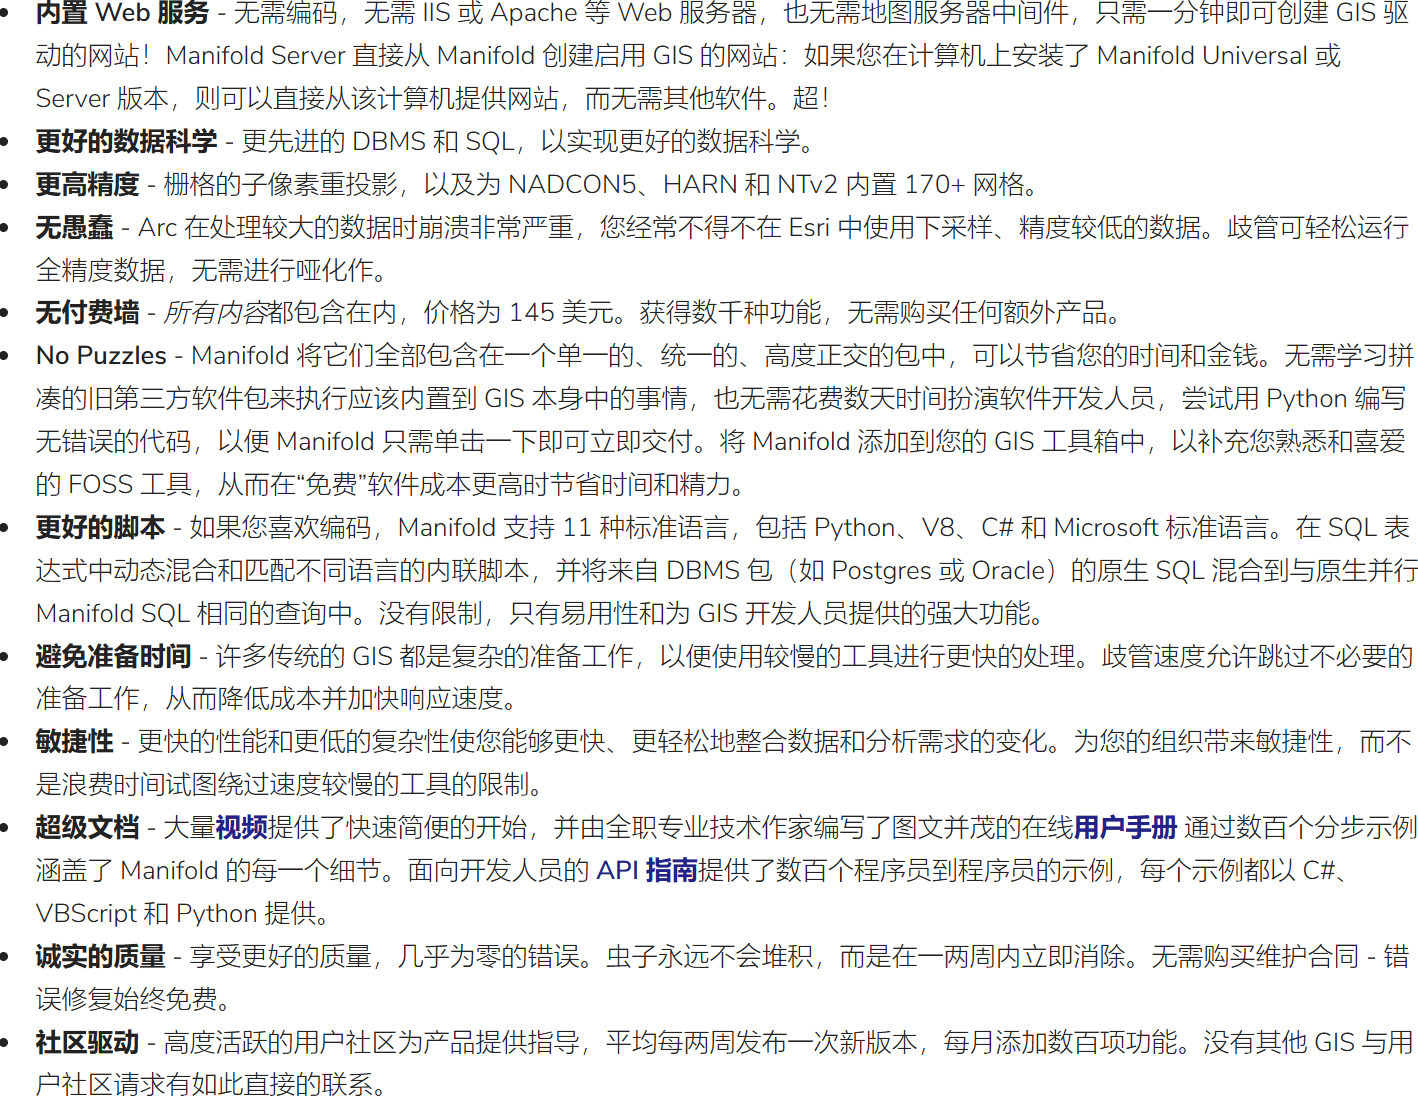 内置 Web 服务 - 无需编码，无需 IIS 或 Apache 等 Web 服务器，也无需地图服务器中间件，只需一分钟即可创建 GIS 驱
动的网站！Manifold Server 直接从 Manifold 创建启用 GIS 的网站：如果您在计算机上安装了 Manifold Universal 或
Server 版本，则可以直接从该计算机提供网站，而无需其他软件。超！
更好的数据科学 - 更先进的 DBMS 和 SQL，以实现更好的数据科学。
更高精度 - 栅格的子像素重投影，以及为 NADCON5、HARN 和 NTv2 内置 170+ 网格。
无愚蠢 - Arc 在处理较大的数据时崩溃非常严重，您经常不得不在 Esri 中使用下采样、精度较低的数据。歧管可轻松运行
全精度数据，无需进行哑化作。
无付费墙 - 所有内容都包含在内，价格为 145 美元。获得数千种功能，无需购买任何额外产品。
No Puzzles - Manifold 将它们全部包含在一个单一的、统一的、高度正交的包中，可以节省您的时间和金钱。无需学习拼
凑的旧第三方软件包来执行应该内置到 GIS 本身中的事情，也无需花费数天时间扮演软件开发人员，尝试用 Python 编写
无错误的代码，以便 Manifold 只需单击一下即可立即交付。将 Manifold 添加到您的 GIS 工具箱中，以补充您熟悉和喜爱
的 FOSS 工具，从而在“免费”软件成本更高时节省时间和精力。
更好的脚本 - 如果您喜欢编码，Manifold 支持 11 种标准语言，包括 Python、V8、C# 和 Microsoft 标准语言。在 SQL 表
达式中动态混合和匹配不同语言的内联脚本，并将来自 DBMS 包（如 Postgres 或 Oracle）的原生 SQL 混合到与原生并行
Manifold SQL 相同的查询中。没有限制，只有易用性和为 GIS 开发人员提供的强大功能。
避免准备时间 - 许多传统的 GIS 都是复杂的准备工作，以便使用较慢的工具进行更快的处理。歧管速度允许跳过不必要的
准备工作，从而降低成本并加快响应速度。
敏捷性 - 更快的性能和更低的复杂性使您能够更快、更轻松地整合数据和分析需求的变化。为您的组织带来敏捷性，而不
是浪费时间试图绕过速度较慢的工具的限制。
超级文档 - 大量视频提供了快速简便的开始，并由全职专业技术作家编写了图文并茂的在线用户手册 通过数百个分步示例
涵盖了 Manifold 的每一个细节。面向开发人员的 API 指南提供了数百个程序员到程序员的示例，每个示例都以 C#、
VBScript 和 Python 提供。
诚实的质量 - 享受更好的质量，几乎为零的错误。虫子永远不会堆积，而是在一两周内立即消除。无需购买维护合同 - 错
误修复始终免费。
社区驱动 - 高度活跃的用户社区为产品提供指导，平均每两周发布一次新版本，每月添加数百项功能。没有其他 GIS 与用
户社区请求有如此直接的联系。